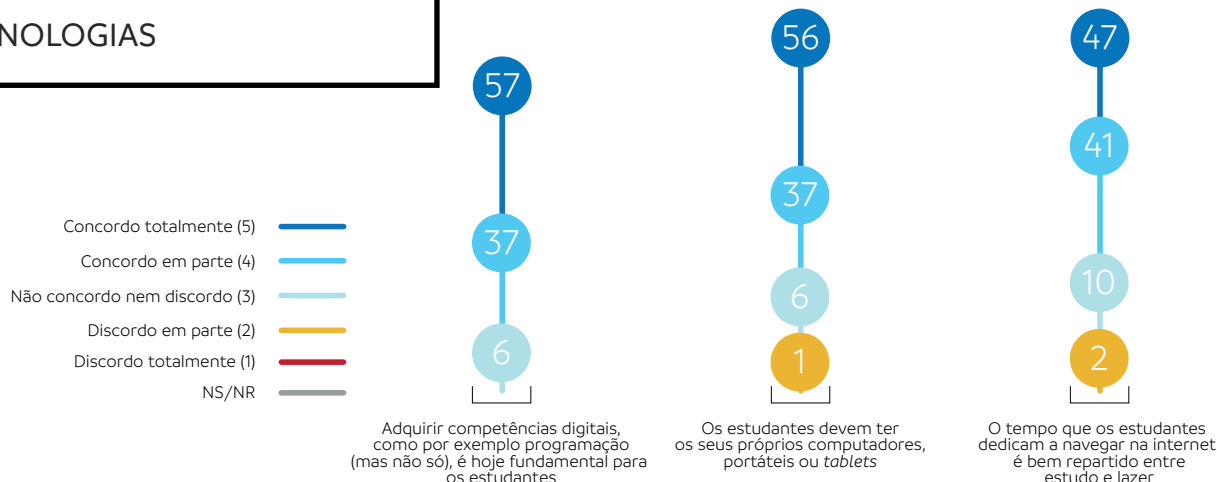 NOLOGIAS
57
37
6
56
37
6
1
47
41
10
2
Concordo totalmente (5)
Concordo em parte (4)
Não concordo nem discordo (3)
Discordo em parte (2)
Discordo totalmente (1)
NS/NR
Adquirir competências digitais,
como por exemplo programação
(mas não só), é hoje fundamental para
os estudantes
Os estudantes devem ter
os seus próprios computadores,
portáteis ou tablets
O tempo que os estudantes
dedicam a navegar na internet
é bem repartido entre
estudo e lazer